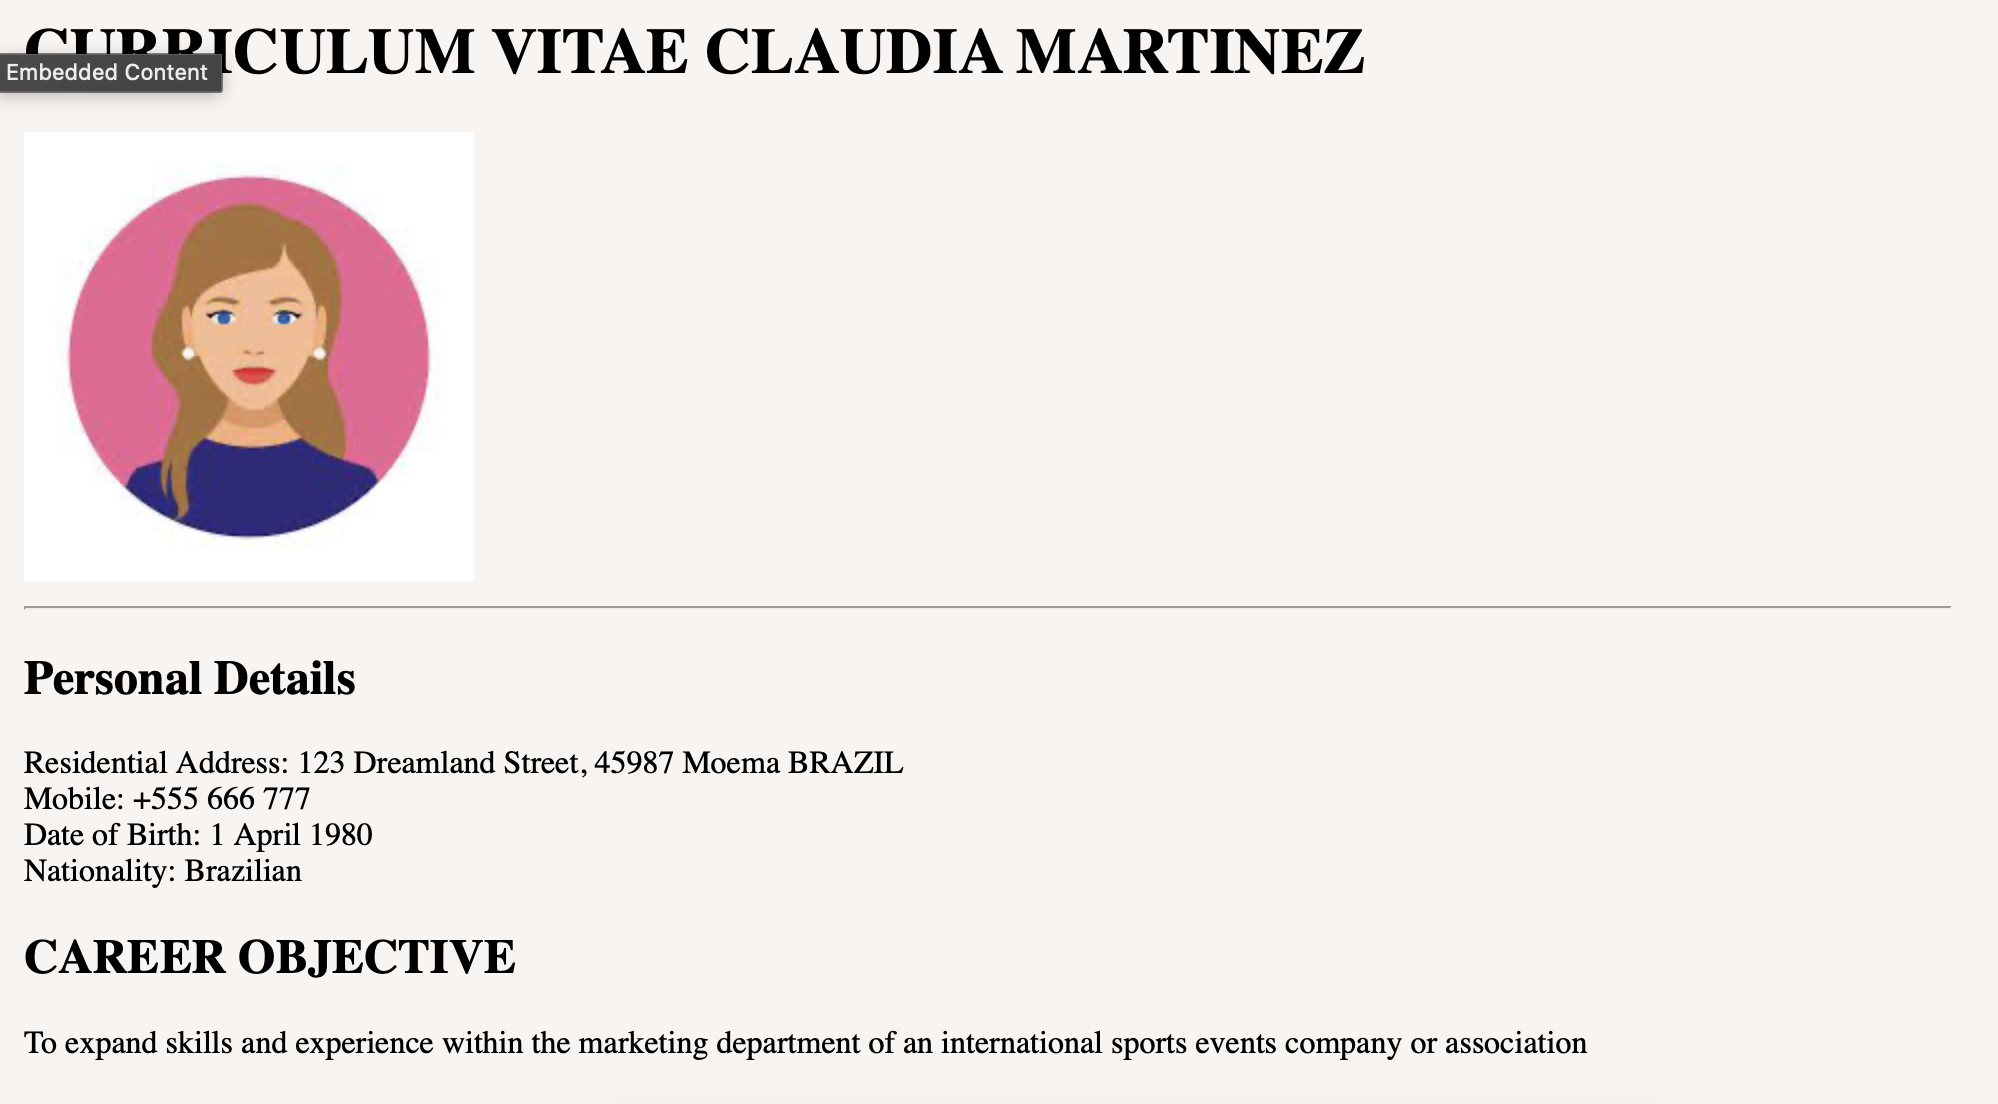 CURRICULUM VITAE CLAUDIA MARTINEZ
Embedded Content
Personal Details
Residential Address: 123 Dreamland Street, 45987 Moema BRAZIL
Mobile: +555 666 777
Date of Birth: 1 April 1980
Nationality: Brazilian
CAREER OBJECTIVE
To expand skills and experience within the marketing department of an international sports events company or association